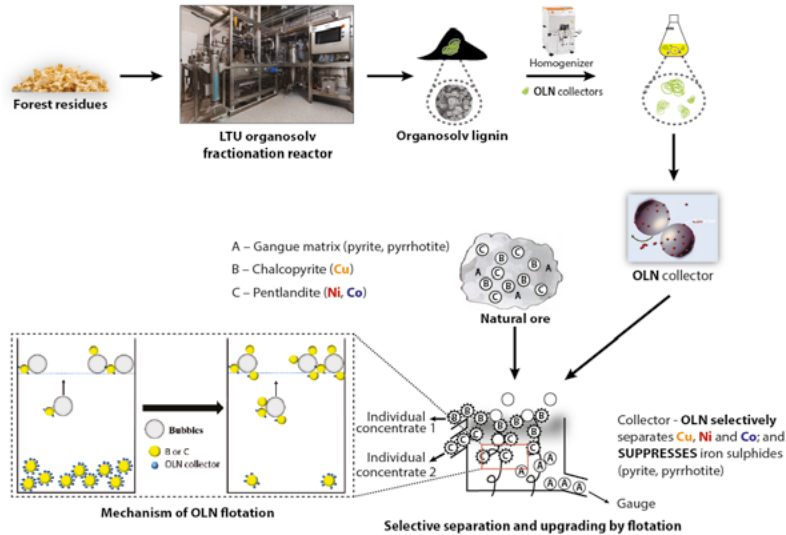 Forest residues
LTU organosolv
fractionation reactor
Organosolv lignin
Homogenizer
OLN collectors
OLN collector
A – Gangue matrix (pyrite, pyrrhotite)
B – Chalcopyrite (Cu)
C – Pentlandite (Ni, Co)
C
C
B
A
B
C
A
A
B
B
B
C
C
A
Natural ore
Bubbles
B or C
OLN collector
Mechanism of OLN flotation
Individual
concentrate 1
Individual
concentrate 2
B
B
B
B
B
B
C
C
C
C
C
C
A
A
A
A
A
A
A
Collector - OLN selectively
separates Cu, Ni and Co; and
SUPPRESSES iron sulphides
(pyrite, pyrrhotite)
Gauge
Selective separation and upgrading by flotation